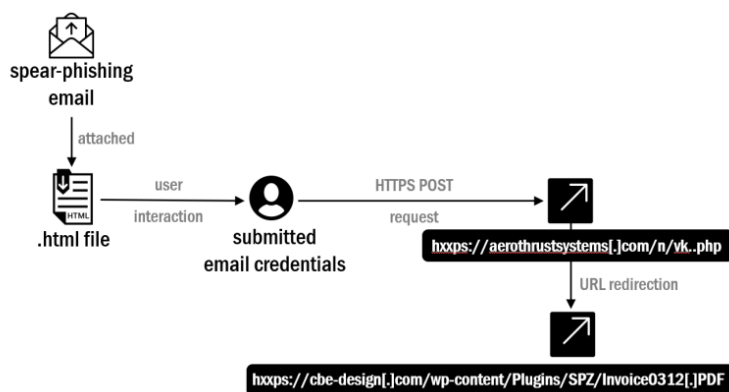 spear-phishing
email
attached
HTML
.html file
user
interaction
submitted
email credentials
HTTPS POST
request
hxxps://aerothrustsystems[.]com/n/vk..php
URL redirection
hxxps://cbe-design[.]com/wp-content/Plugins/SPZ/Invoice0312[.]PDF